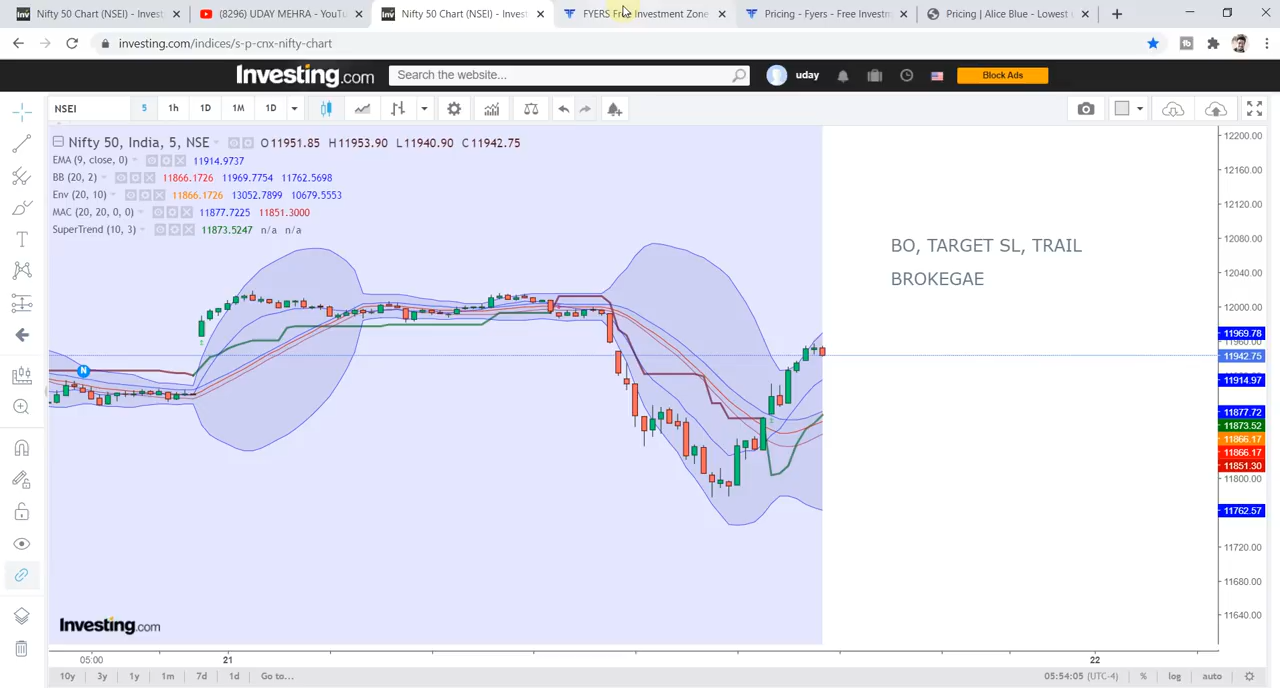 Nifty 50 Chart (NSEI) - Invest
(8296) UDAY MEHRA - YouTu
Nifty 50 Chart (NSEI) - Invest
FYERS Free Investment Zone
Pricing - Fyers - Free Investm
Pricing | Alice Blue - Lowest
investing.com/indices/s-p-cnx-nifty-chart
Investing.com
Search the website...
uday
Block Ads
NSEI
5
1h
1D
1M
1D
Nifty 50, India, 5, NSE
O11951.85 H11953.90 L11940.90 C11942.75
EMA (9, close, 0) 11914.9737
BB (20, 2) 11866.1726 11969.7754 11762.5698
Env (20, 10) 11866.1726 13052.7899 10679.5553
MAC (20, 20, 0, 0) 11877.7225 11851.3000
SuperTrend (10, 3) 11873.5247 n/a n/a
BO, TARGET SL, TRAIL
BROKEGAE
N
12200.00
12160.00
12120.00
12080.00
12040.00
12000.00
11969.78
11960.00
11942.75
11914.97
11877.72
11873.52
11866.17
11866.17
11851.30
11800.00
11762.57
11720.00
11680.00
11640.00
Investing.com
05:00
21
22
10y 3y 1y 1m 7d 1d Go to...
05:54:05 (UTC-4) % log auto